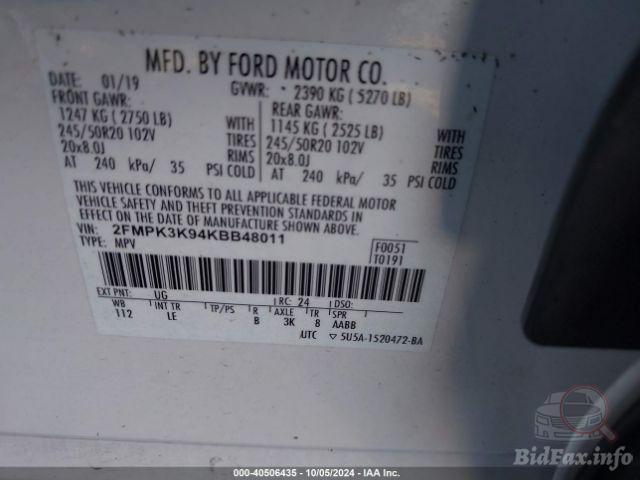 MFD. BY FORD MOTOR CO.
DATE: 01/19 GVWR: 2390 KG ( 5270 LB)
FRONT GAWR: REAR GAWR:
1247 KG ( 2750 LB) WITH 1145 KG ( 2525 LB) WITH
245/50R20 102V TIRES 245/50R20 102V TIRES
20x8.0J RIMS 20x8.0J RIMS
AT 240 kPa/ 35 PSI COLD AT 240 kPa/ 35 PSI COLD
THIS VEHICLE CONFORMS TO ALL APPLICABLE FEDERAL MOTOR
VEHICLE SAFETY AND THEFT PREVENTION STANDARDS IN
EFFECT ON THE DATE OF MANUFACTURE SHOWN ABOVE.
VIN: 2FMPK3K94KBB48011
TYPE: MPV
F0051
T0191
EXT PNT: UG RC: 24 DSO:
WB INT TR TP/PS R AXLE TR SPR
112 LE B 3K 8 AABB
UTC ▽ 5U5A-1520472-BA
BidFax.info
000-40506435 - 10/05/2024 - IAA Inc.